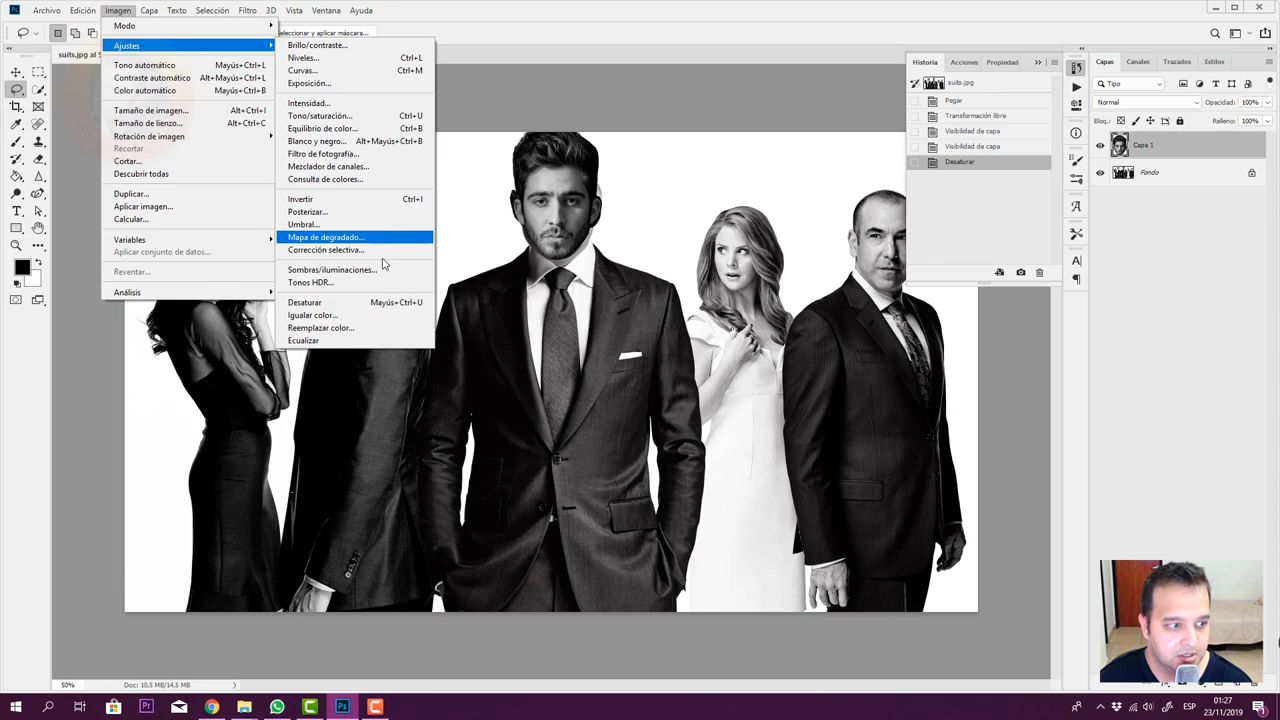 Archivo Edición Imagen Capa Texto Selección Filtro 3D Vista Ventana Ayuda
Seleccionar y aplicar máscara...
suits.jpg al
Modo
Ajustes
Tono automático Mayús+Ctrl+L
Contraste automático Alt+Mayús+Ctrl+L
Color automático Mayús+Ctrl+B
Tamaño de imagen... Alt+Ctrl+I
Tamaño de lienzo... Alt+Ctrl+C
Rotación de imagen
Recortar
Cortar...
Descubrir todas
Duplicar...
Aplicar imagen...
Calcular...
Variables
Aplicar conjunto de datos...
Reventar...
Análisis
Brillo/contraste...
Niveles... Ctrl+L
Curvas... Ctrl+M
Exposición...
Intensidad...
Tono/saturación... Ctrl+U
Equilibrio de color... Ctrl+B
Blanco y negro... Alt+Mayús+Ctrl+B
Filtro de fotografía...
Mezclador de canales...
Consulta de colores...
Invertir Ctrl+I
Posterizar...
Umbral...
Mapa de degradado...
Corrección selectiva...
Sombras/iluminaciones...
Tonos HDR...
Desaturar Mayús+Ctrl+U
Igualar color...
Reemplazar color...
Ecualizar
Historia Acciones Propiedad
suits.jpg
Pegar
Transformación libre
Visibilidad de capa
Visibilidad de capa
Desaturar
Capas Canales Trazados Estilos
Tipo
Normal Opacidad: 100%
Bloq.: Relleno: 100%
Capa 1
Fondo
50% Doc: 10,5 MB/14,5 MB
ESP
01:27
23/11/2019